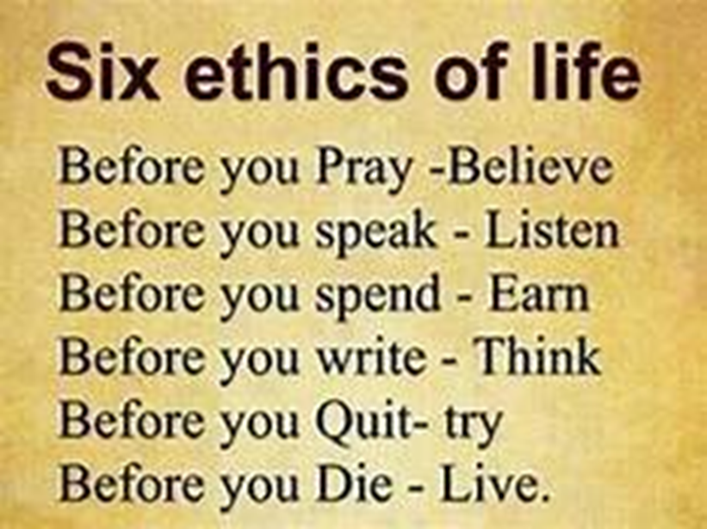 Six ethics of life
Before you Pray -Believe
Before you speak - Listen
Before you spend - Earn
Before you write - Think
Before you Quit- try
Before you Die - Live.